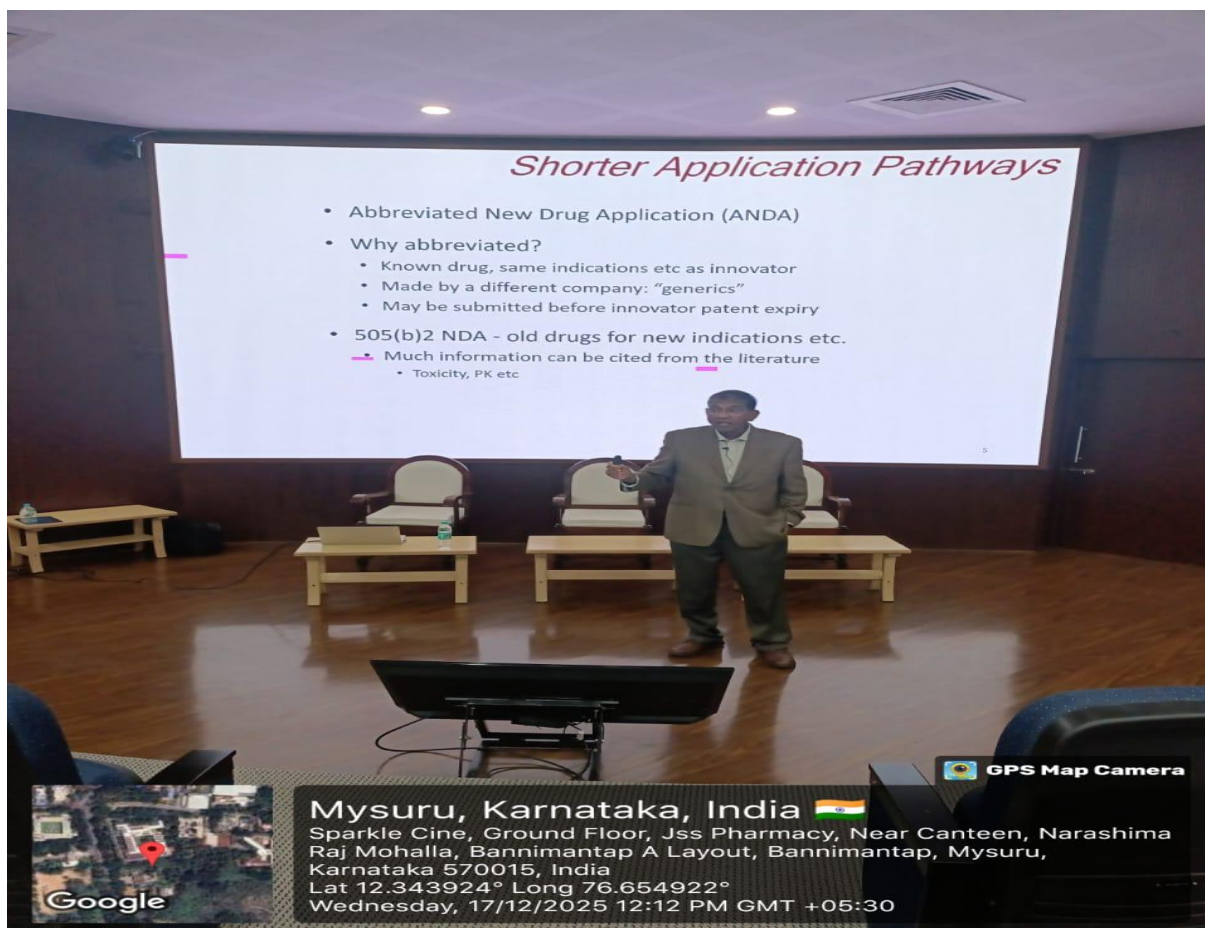 Shorter Application Pathways
• Abbreviated New Drug Application (ANDA)
• Why abbreviated?
• Known drug, same indications etc as innovator
• Made by a different company: “generics”
• May be submitted before innovator patent expiry
• 505(b)2 NDA - old drugs for new indications etc.
• Much information can be cited from the literature
• Toxicity, PK etc
5
GPS Map Camera
Mysuru, Karnataka, India 🇮🇳
Sparkle Cine, Ground Floor, Jss Pharmacy, Near Canteen, Narashima
Raj Mohalla, Bannimantap A Layout, Bannimantap, Mysuru,
Karnataka 570015, India
Lat 12.343924° Long 76.654922°
Wednesday, 17/12/2025 12:12 PM GMT +05:30
Google